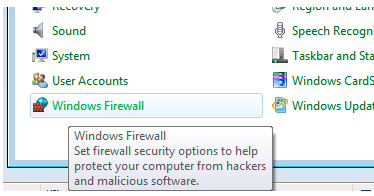 Recovery
Region and Lan
Sound
Speech Recogn
System
Taskbar and Sta
User Accounts
Windows CardS
Windows Firewall
Windows Updat
Windows Firewall
Set firewall security options to help
protect your computer from hackers
and malicious software.